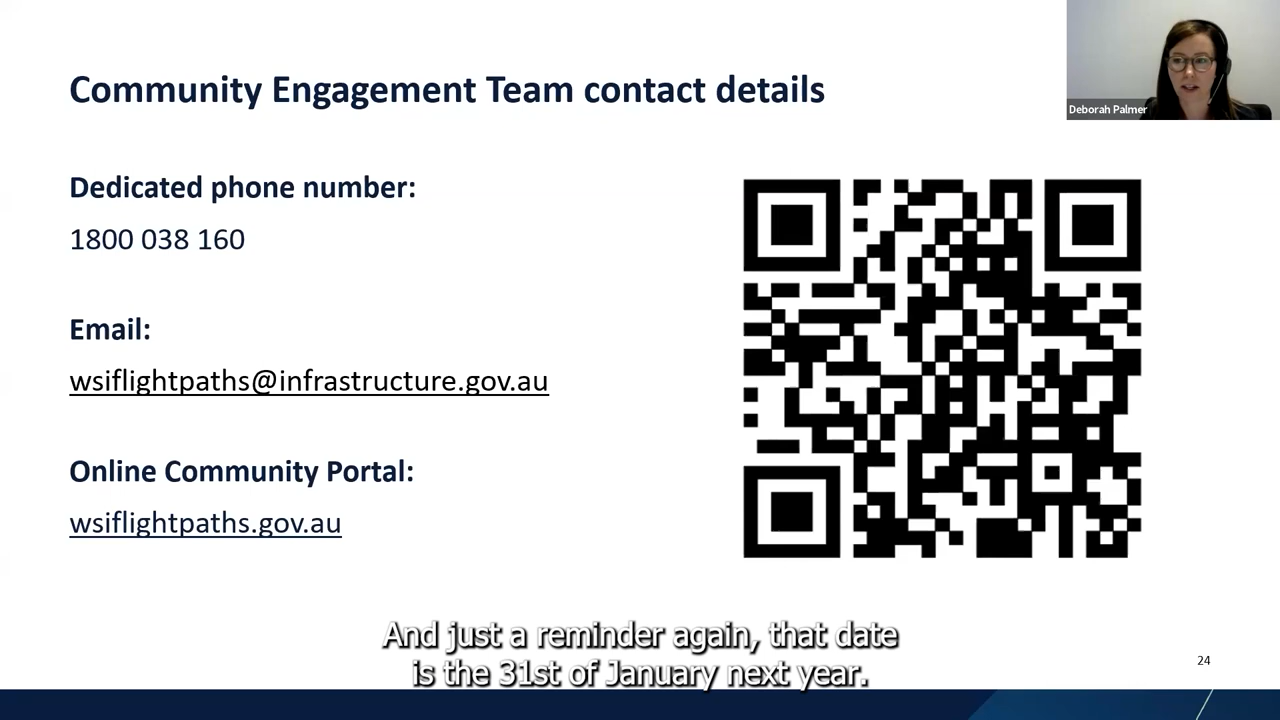 Community Engagement Team contact details
Deborah Palmer
Dedicated phone number:
1800 038 160
Email:
wsiflightpaths@infrastructure.gov.au
Online Community Portal:
wsiflightpaths.gov.au
And just a reminder again, that date
is the 31st of January next year.
24